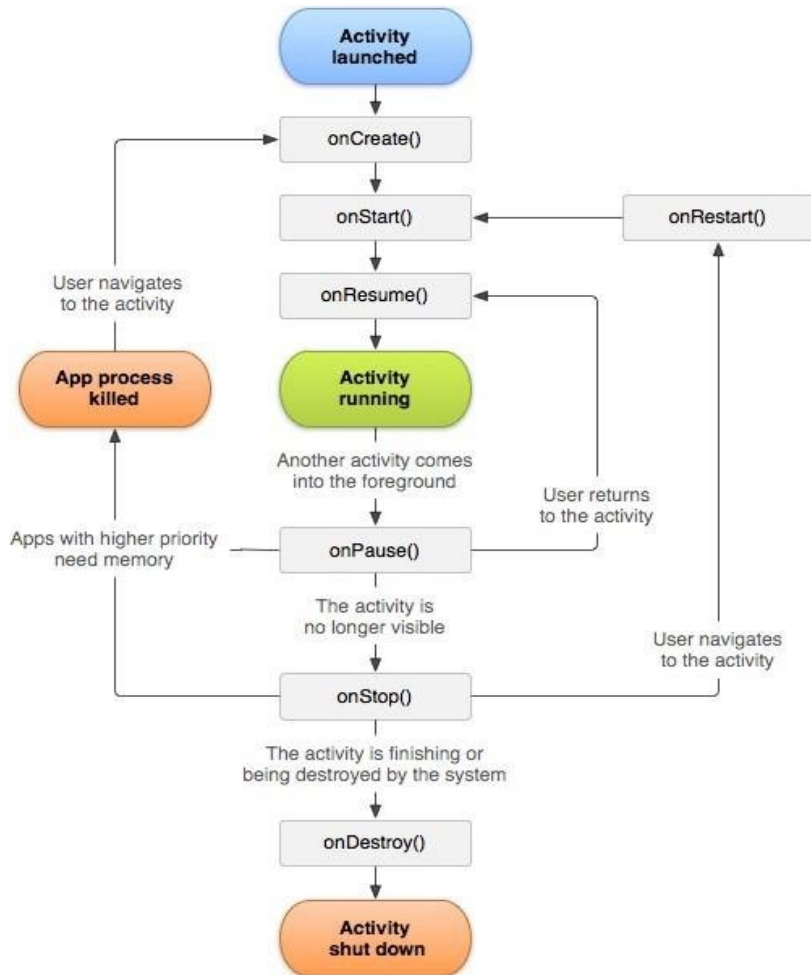 Activity
launched
onCreate()
onStart()
onRestart()
User navigates
to the activity
onResume()
App process
killed
Activity
running
Another activity comes
into the foreground
User returns
to the activity
Apps with higher priority
need memory
onPause()
The activity is
no longer visible
User navigates
to the activity
onStop()
The activity is finishing or
being destroyed by the system
onDestroy()
Activity
shut down